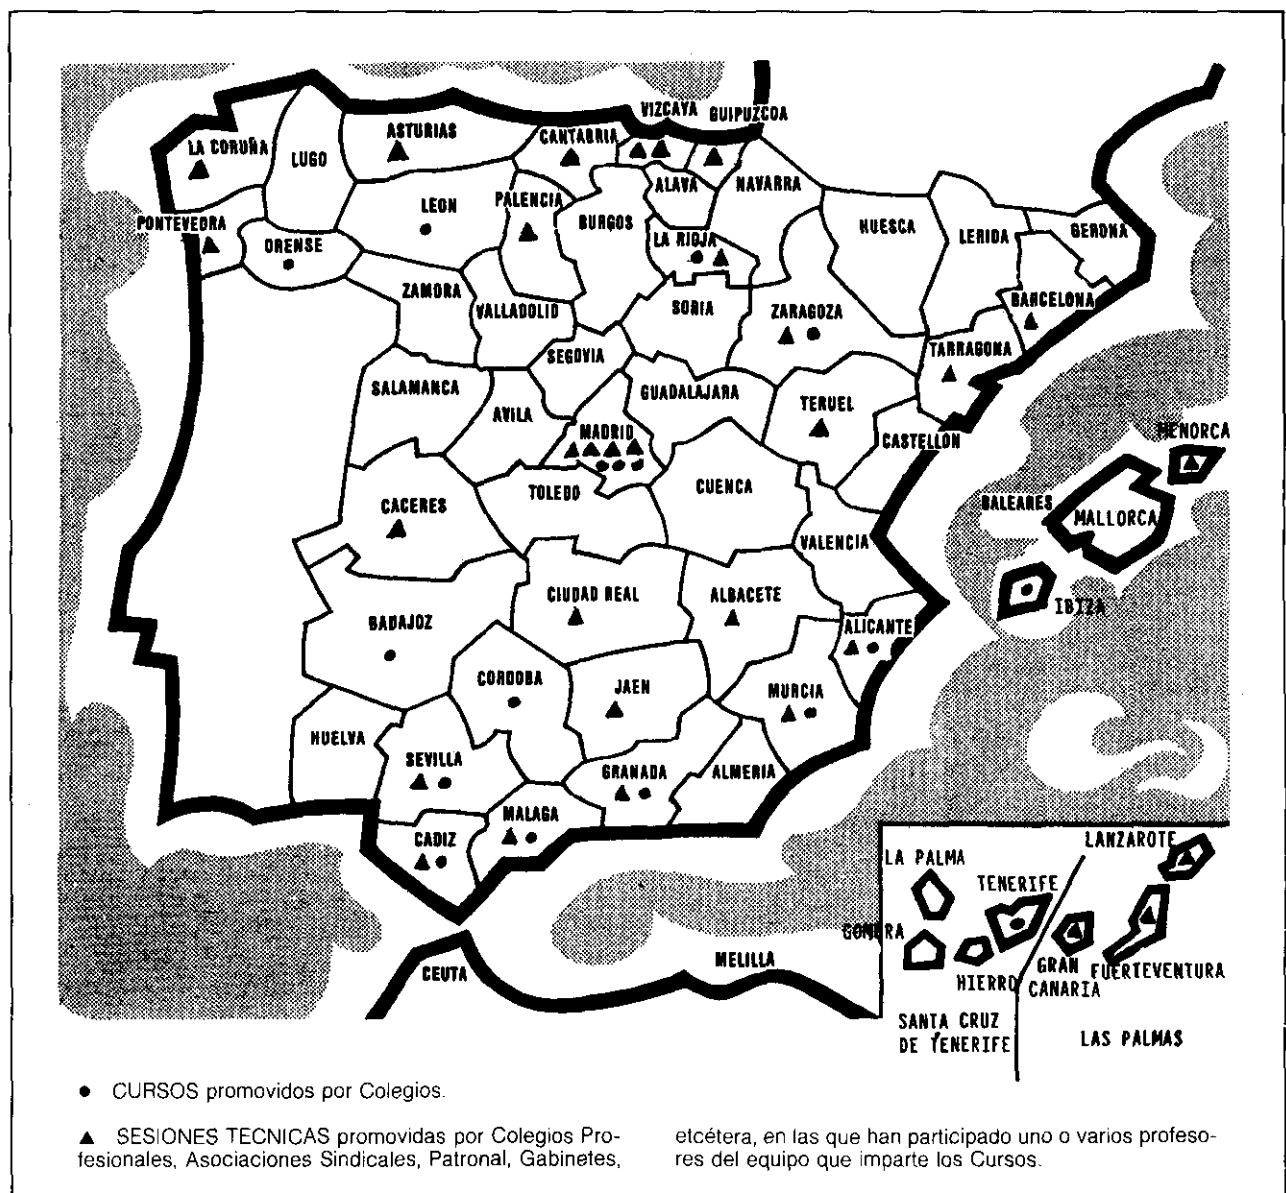 VIZCAYA
GUIPUZCOA
ASTURIAS
CANTABRIA
LA CORUÑA
LUGO
ALAVA
NAVARRA
LEON
PALENCIA
BURGOS
HUESCA
PONTEVEDRA
ORENSE
LA RIOJA
LERIDA
GERONA
ZAMORA
VALLADOLID
SORIA
ZARAGOZA
BARCELONA
SEGOVIA
TARRAGONA
SALAMANCA
AVILA
GUADALAJARA
TERUEL
MADRID
CASTELLON
MENORCA
CACERES
TOLEDO
CUENCA
BALEARES
MALLORCA
VALENCIA
CIUDAD REAL
ALBACETE
IBIZA
BADAJOZ
ALICANTE
CORDOBA
JAEN
MURCIA
HUELVA
SEVILLA
GRANADA
ALMERIA
MALAGA
CADIZ
LANZAROTE
LA PALMA
TENERIFE
GOMERA
CEUTA
MELILLA
HIERRO
GRAN
CANARIA
FUERTEVENTURA
SANTA CRUZ
DE TENERIFE
LAS PALMAS
● CURSOS promovidos por Colegios.
▲ SESIONES TECNICAS promovidas por Colegios Pro-
fesionales, Asociaciones Sindicales, Patronal, Gabinetes,
etcétera, en las que han participado uno o varios profeso-
res del equipo que imparte los Cursos.